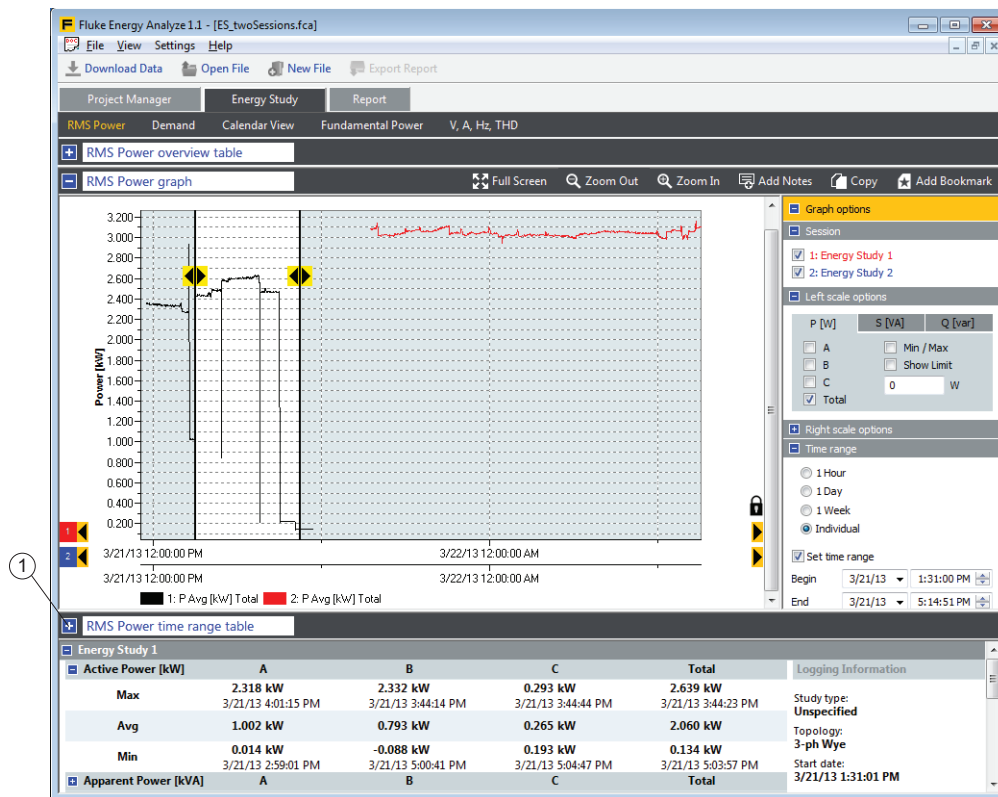 Fluke Energy Analyze 1.1 - [ES_twoSessions.fca]
File View Settings Help
Download Data Open File New File Export Report
Project Manager Energy Study Report
RMS Power Demand Calendar View Fundamental Power V, A, Hz, THD
RMS Power overview table
RMS Power graph Full Screen Zoom Out Zoom In Add Notes Copy Add Bookmark
Power [kW]
3.200
3.000
2.800
2.600
2.400
2.200
2.000
1.800
1.600
1.400
1.200
1.000
0.800
0.600
0.400
0.200
1
2
3/21/13 12:00:00 PM 3/22/13 12:00:00 AM
3/21/13 12:00:00 PM 3/22/13 12:00:00 AM
1: P Avg [kW] Total 2: P Avg [kW] Total
Graph options
Session
1: Energy Study 1
2: Energy Study 2
Left scale options
P [W] S [VA] Q [var]
A Min / Max
B Show Limit
C 0 W
Total
Right scale options
Time range
1 Hour
1 Day
1 Week
Individual
Set time range
Begin 3/21/13 1:31:00 PM
End 3/21/13 5:14:51 PM
1
RMS Power time range table
Energy Study 1
Active Power [kW] A B C Total
Max 2.318 kW 2.332 kW 0.293 kW 2.639 kW
3/21/13 4:01:15 PM 3/21/13 3:44:14 PM 3/21/13 3:44:44 PM 3/21/13 3:44:23 PM
Avg 1.002 kW 0.793 kW 0.265 kW 2.060 kW
Min 0.014 kW -0.088 kW 0.193 kW 0.134 kW
3/21/13 2:59:01 PM 3/21/13 5:00:41 PM 3/21/13 5:04:47 PM 3/21/13 5:03:57 PM
Apparent Power [kVA] A B C Total
Logging Information
Study type:
Unspecified
Topology:
3-ph Wye
Start date:
3/21/13 1:31:01 PM